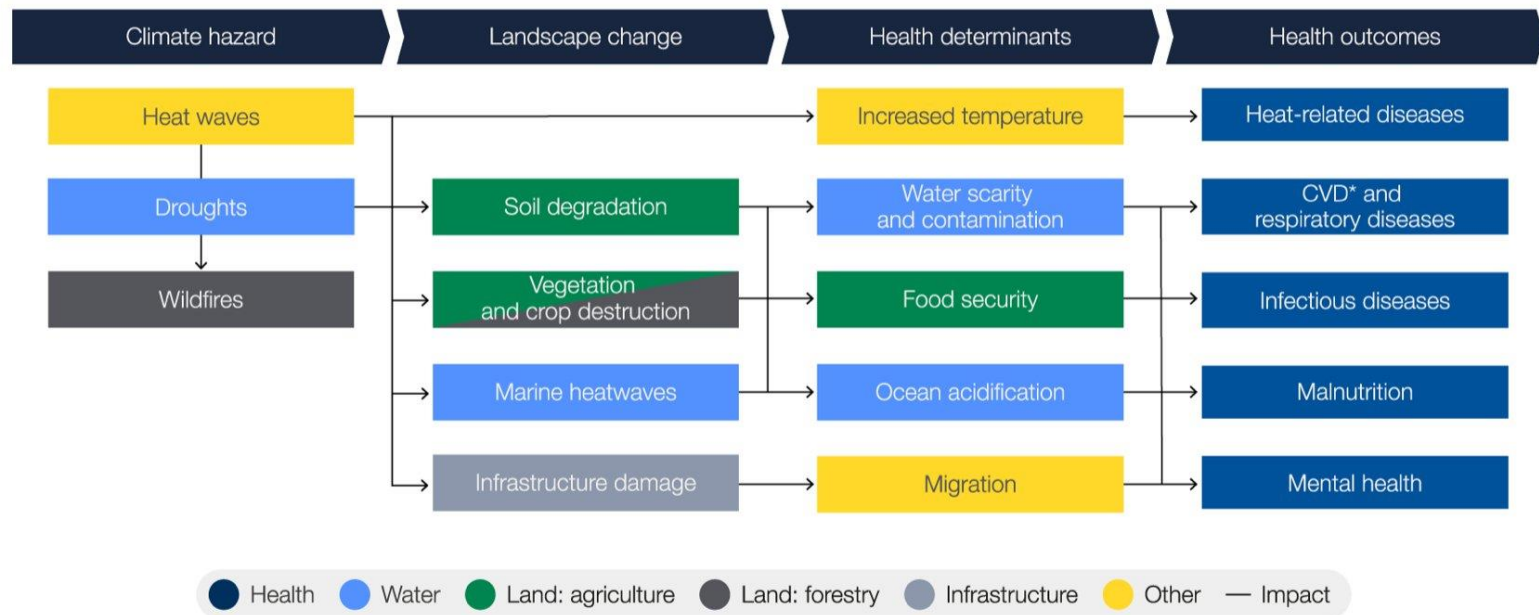 Climate hazard
Landscape change
Health determinants
Health outcomes
Heat waves
Increased temperature
Heat-related diseases
Droughts
Soil degradation
Water scarity
and contamination
CVD* and
respiratory diseases
Wildfires
Vegetation
and crop destruction
Food security
Infectious diseases
Marine heatwaves
Ocean acidification
Malnutrition
Infrastructure damage
Migration
Mental health
Health
Water
Land: agriculture
Land: forestry
Infrastructure
Other
Impact